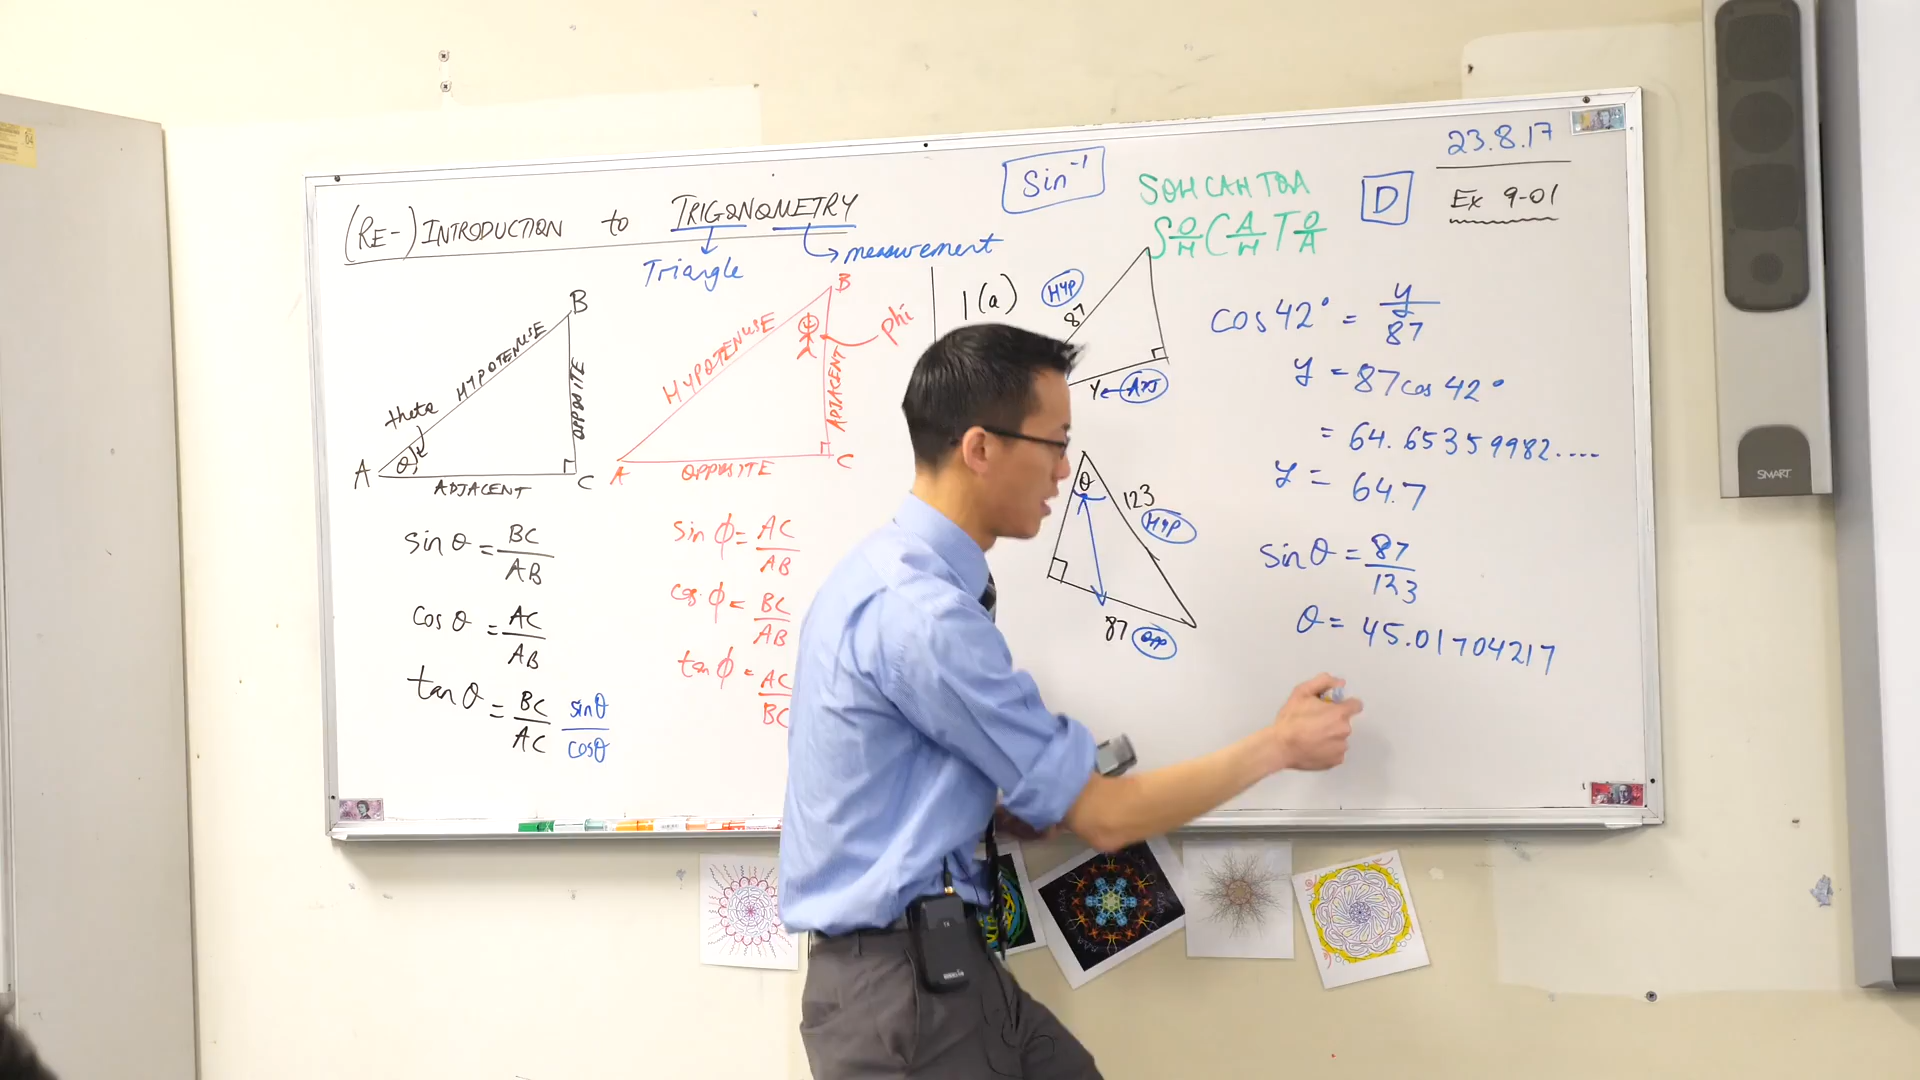 (RE-) INTRODUCTION to TRIGONOMETRY
Triangle
measurement
B
HYPOTENUSE
OPPOSITE
theta
θ
A
ADJACENT
C
sin θ = BC/AB
cos θ = AC/AB
tan θ = BC/AC sinθ/cosθ
B
phi
HYPOTENUSE
ADJACENT
A
OPPOSITE
C
sin ϕ = AC/AB
cos ϕ = BC/AB
tan ϕ = AC/BC
Sin⁻¹
SOH CAH TOA
S O/H C A/H T O/A
D
23.8.17
Ex 9-01
1(a)
HYP
87
Y ADJ
θ
123
HYP
87 OPP
cos 42° = y/87
y = 87 cos 42°
= 64.65359982....
y = 64.7
sin θ = 87/123
θ = 45.01704217
SMART